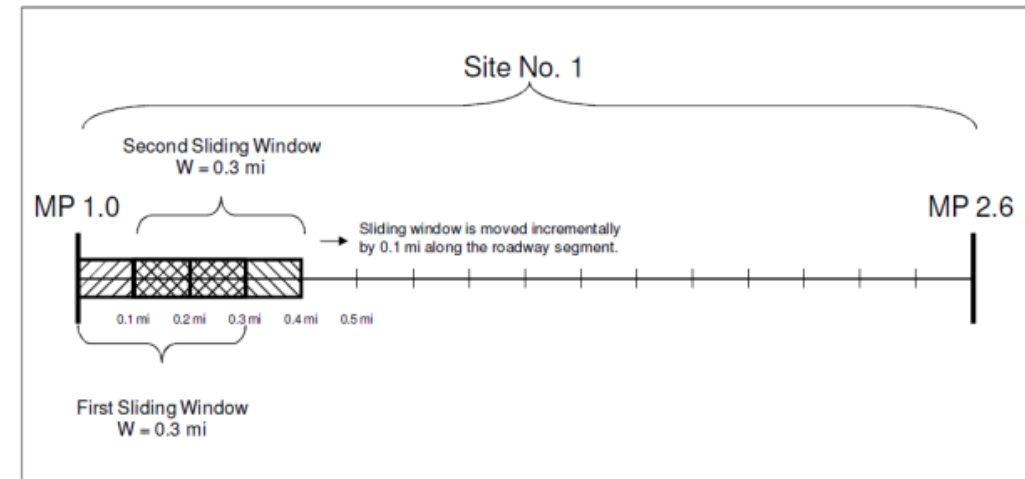 Site No. 1
Second Sliding Window
W = 0.3 mi
MP 1.0
MP 2.6
Sliding window is moved incrementally
by 0.1 mi along the roadway segment.
0.1 mi 0.2 mi 0.3 mi 0.4 mi 0.5 mi
First Sliding Window
W = 0.3 mi